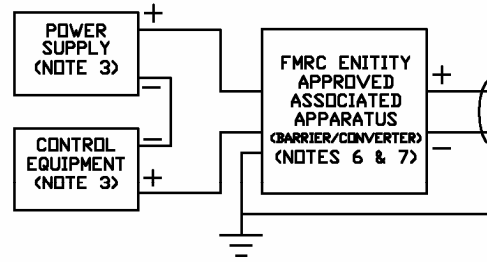 +
POWER
SUPPLY
(NOTE 3)
−
−
CONTROL
EQUIPMENT
(NOTE 3)
+
FMRC ENITITY
APPROVED
ASSOCIATED
APPARATUS
(BARRIER/CONVERTER)
(NOTES 6 & 7)
+
−